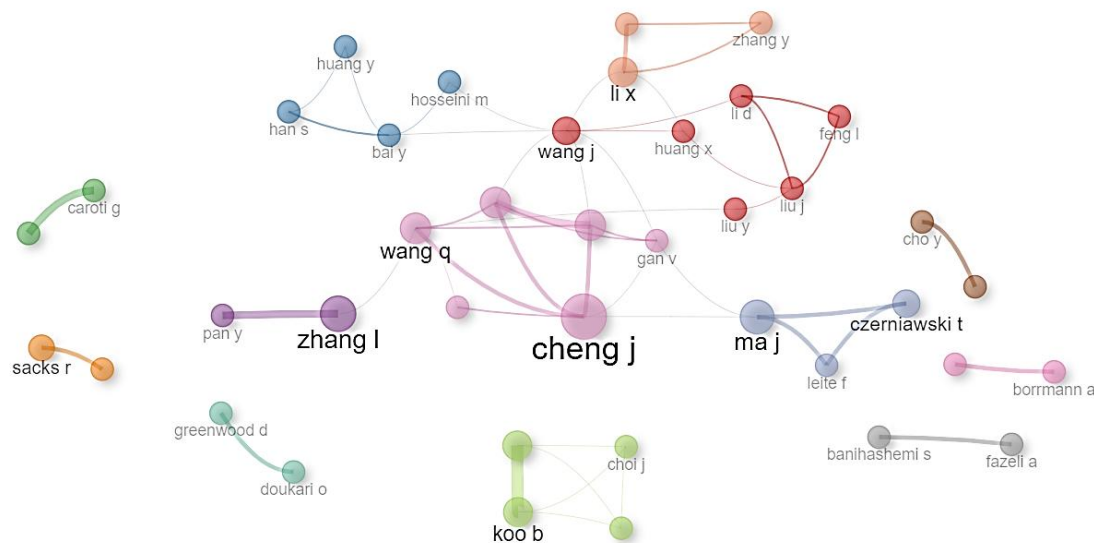 zhang y
huang y
hosseini m
li x
li d
feng l
han s
bai y
wang j
huang x
liu j
caroti g
liu y
cho y
wang q
gan v
pan y
zhang l
cheng j
ma j
czerniawski t
sacks r
leite f
borrmann a
greenwood d
banihashemi s
fazeli a
choi j
doukari o
koo b